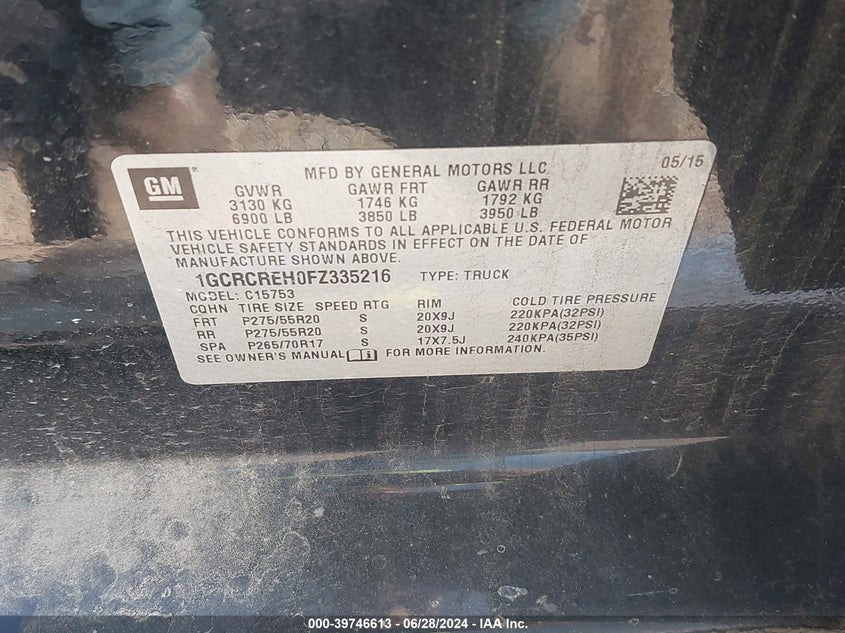 GM
MFD BY GENERAL MOTORS LLC 05/15
GVWR GAWR FRT GAWR RR
3130 KG 1746 KG 1792 KG
6900 LB 3850 LB 3950 LB
THIS VEHICLE CONFORMS TO ALL APPLICABLE U.S. FEDERAL MOTOR
VEHICLE SAFETY STANDARDS IN EFFECT ON THE DATE OF
MANUFACTURE SHOWN ABOVE.
1GCRCREH0FZ335216 TYPE: TRUCK
MODEL: C15753
CQHN TIRE SIZE SPEED RTG RIM COLD TIRE PRESSURE
FRT P275/55R20 S 20X9J 220KPA(32PSI)
RR P275/55R20 S 20X9J 220KPA(32PSI)
SPA P265/70R17 S 17X7.5J 240KPA(35PSI)
SEE OWNER'S MANUAL FOR MORE INFORMATION.
000-39746613 - 06/28/2024 - IAA Inc.